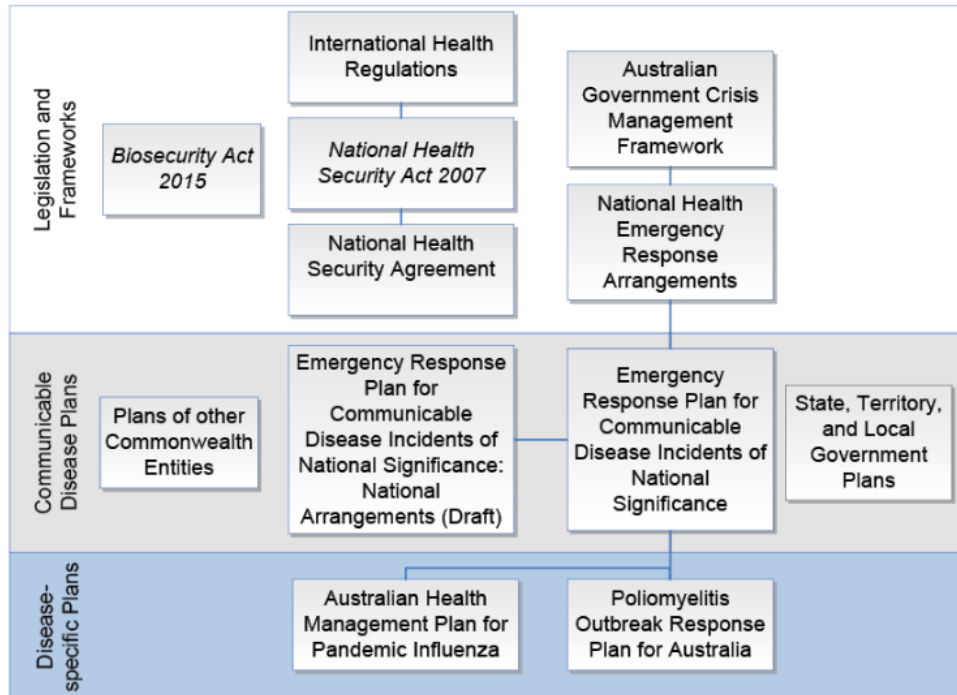 Legislation and
Frameworks
Biosecurity Act
2015
International Health
Regulations
National Health
Security Act 2007
National Health
Security Agreement
Australian
Government Crisis
Management
Framework
National Health
Emergency
Response
Arrangements
Communicable
Disease Plans
Plans of other
Commonwealth
Entities
Emergency Response
Plan for
Communicable
Disease Incidents of
National Significance:
National
Arrangements (Draft)
Emergency
Response Plan for
Communicable
Disease Incidents of
National
Significance
State, Territory,
and Local
Government
Plans
Disease-
specific Plans
Australian Health
Management Plan for
Pandemic Influenza
Poliomyelitis
Outbreak Response
Plan for Australia